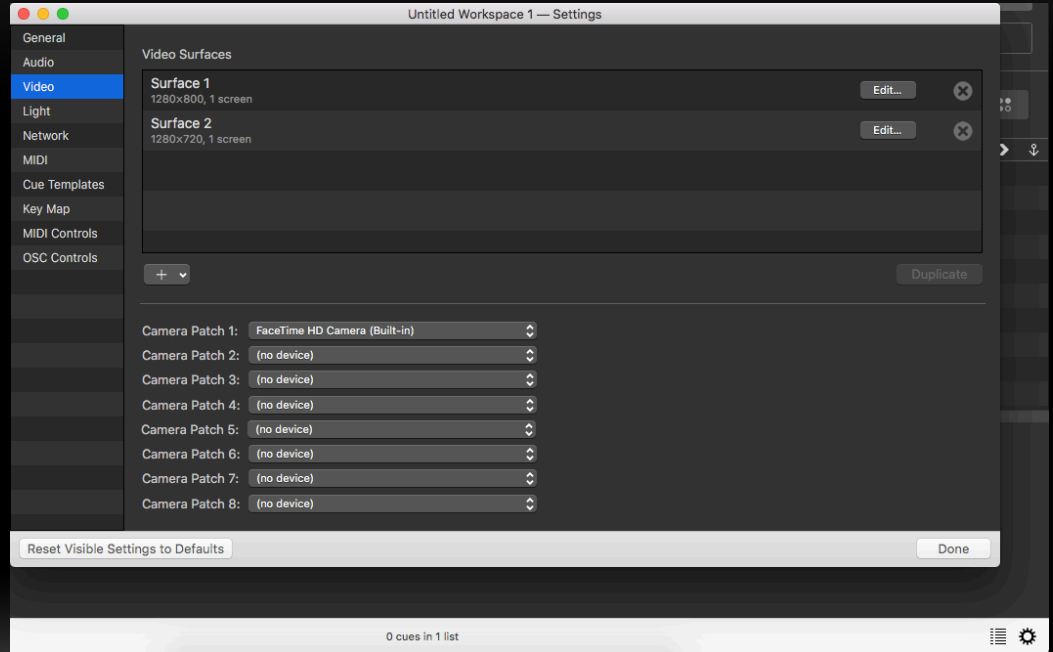 Untitled Workspace 1 — Settings
General
Audio
Video
Light
Network
MIDI
Cue Templates
Key Map
MIDI Controls
OSC Controls
Video Surfaces
Surface 1
1280×800, 1 screen
Edit...
Surface 2
1280×720, 1 screen
Edit...
Duplicate
Camera Patch 1: FaceTime HD Camera (Built-in)
Camera Patch 2: (no device)
Camera Patch 3: (no device)
Camera Patch 4: (no device)
Camera Patch 5: (no device)
Camera Patch 6: (no device)
Camera Patch 7: (no device)
Camera Patch 8: (no device)
Reset Visible Settings to Defaults
Done
0 cues in 1 list